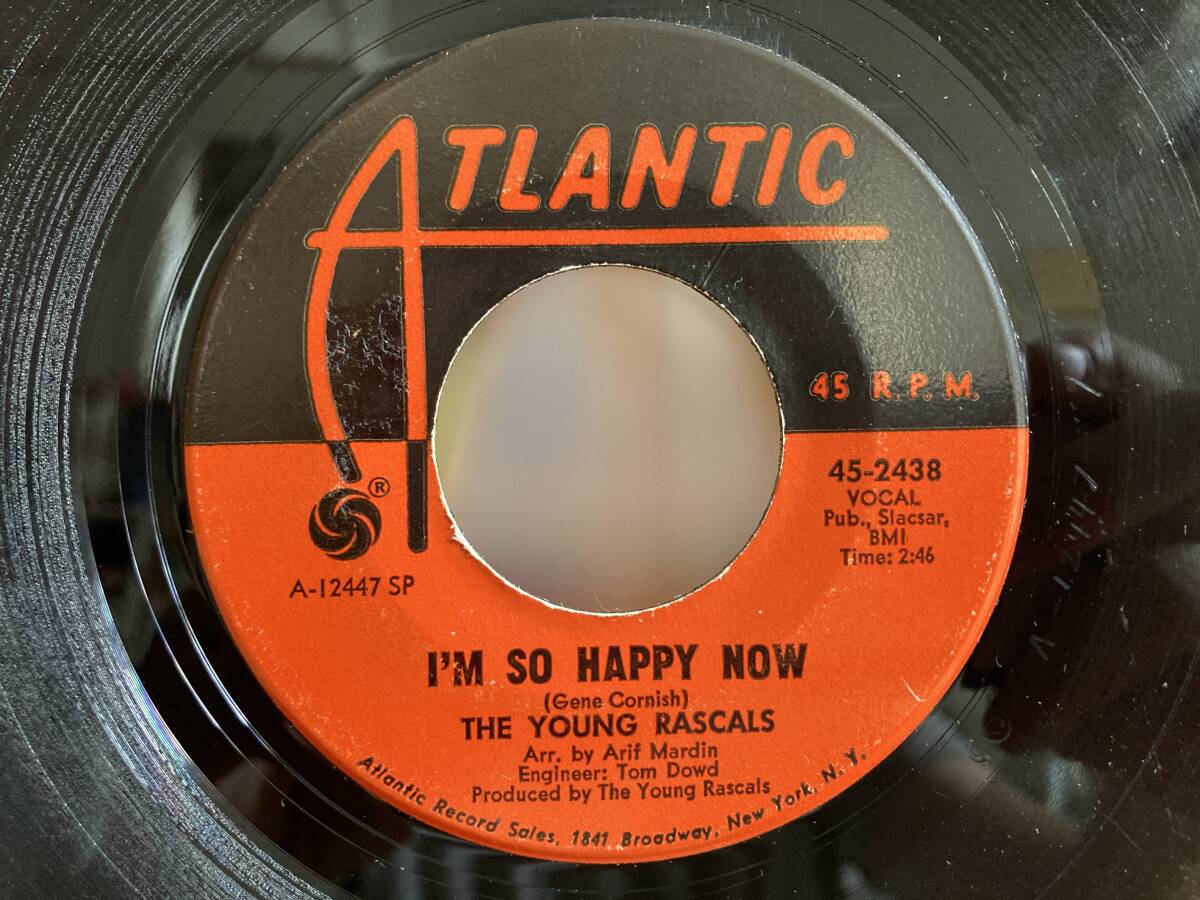 ATLANTIC
45 R.P.M.
45-2438
VOCAL
Pub., Slacsar,
BMI
Time: 2:46
®
A-12447 SP
I'M SO HAPPY NOW
(Gene Cornish)
THE YOUNG RASCALS
Arr. by Arif Mardin
Engineer: Tom Dowd
Produced by The Young Rascals
Atlantic Record Sales, 1841 Broadway, New York, N. Y.